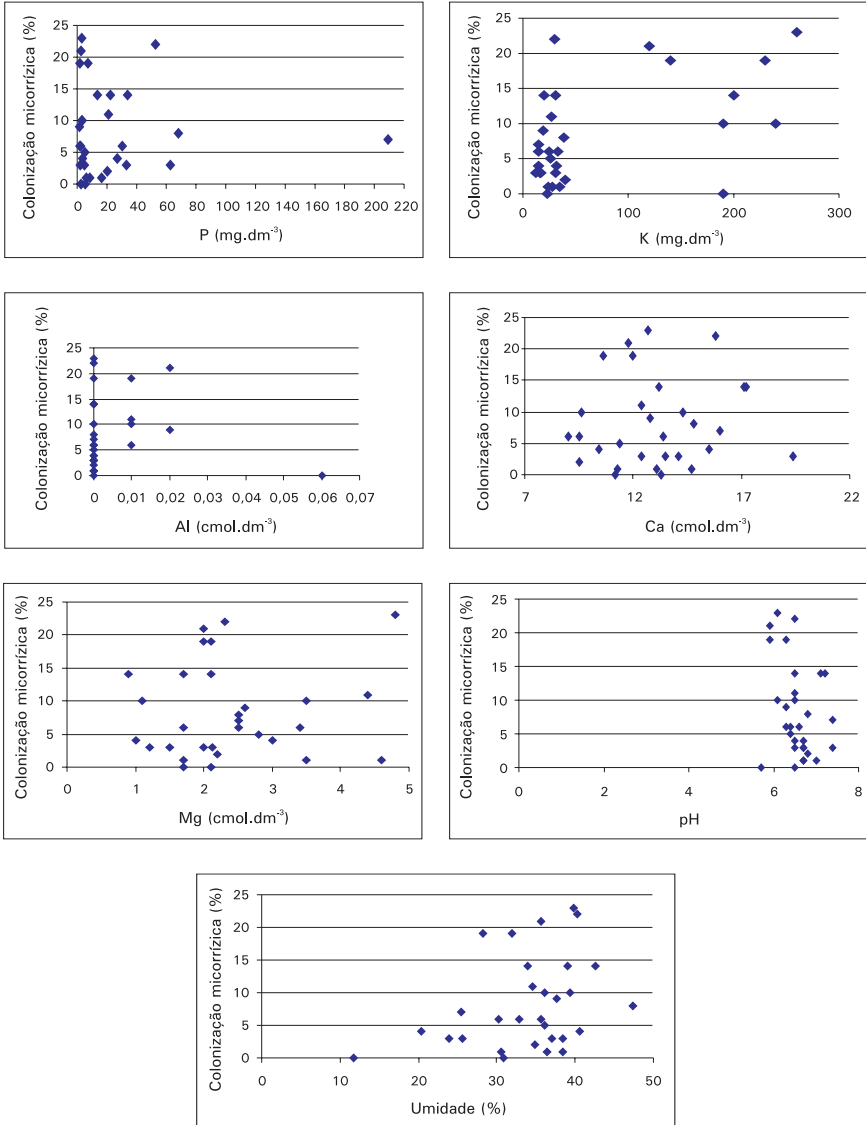 Colonização micorrízica (%)
25
20
15
10
5
0
0 20 40 60 80 100 120 140 160 180 200 220
P (mg.dm⁻³)
Colonização micorrízica (%)
25
20
15
10
5
0
0 100 200 300
K (mg.dm⁻³)
Colonização micorrízica (%)
25
20
15
10
5
0
0 0,01 0,02 0,03 0,04 0,05 0,06 0,07
Al (cmol.dm⁻³)
Colonização micorrízica (%)
25
20
15
10
5
0
7 12 17 22
Ca (cmol.dm⁻³)
Colonização micorrízica (%)
25
20
15
10
5
0
0 1 2 3 4 5
Mg (cmol.dm⁻³)
Colonização micorrízica (%)
25
20
15
10
5
0
0 2 4 6 8
pH
Colonização micorrízica (%)
25
20
15
10
5
0
0 10 20 30 40 50
Umidade (%)